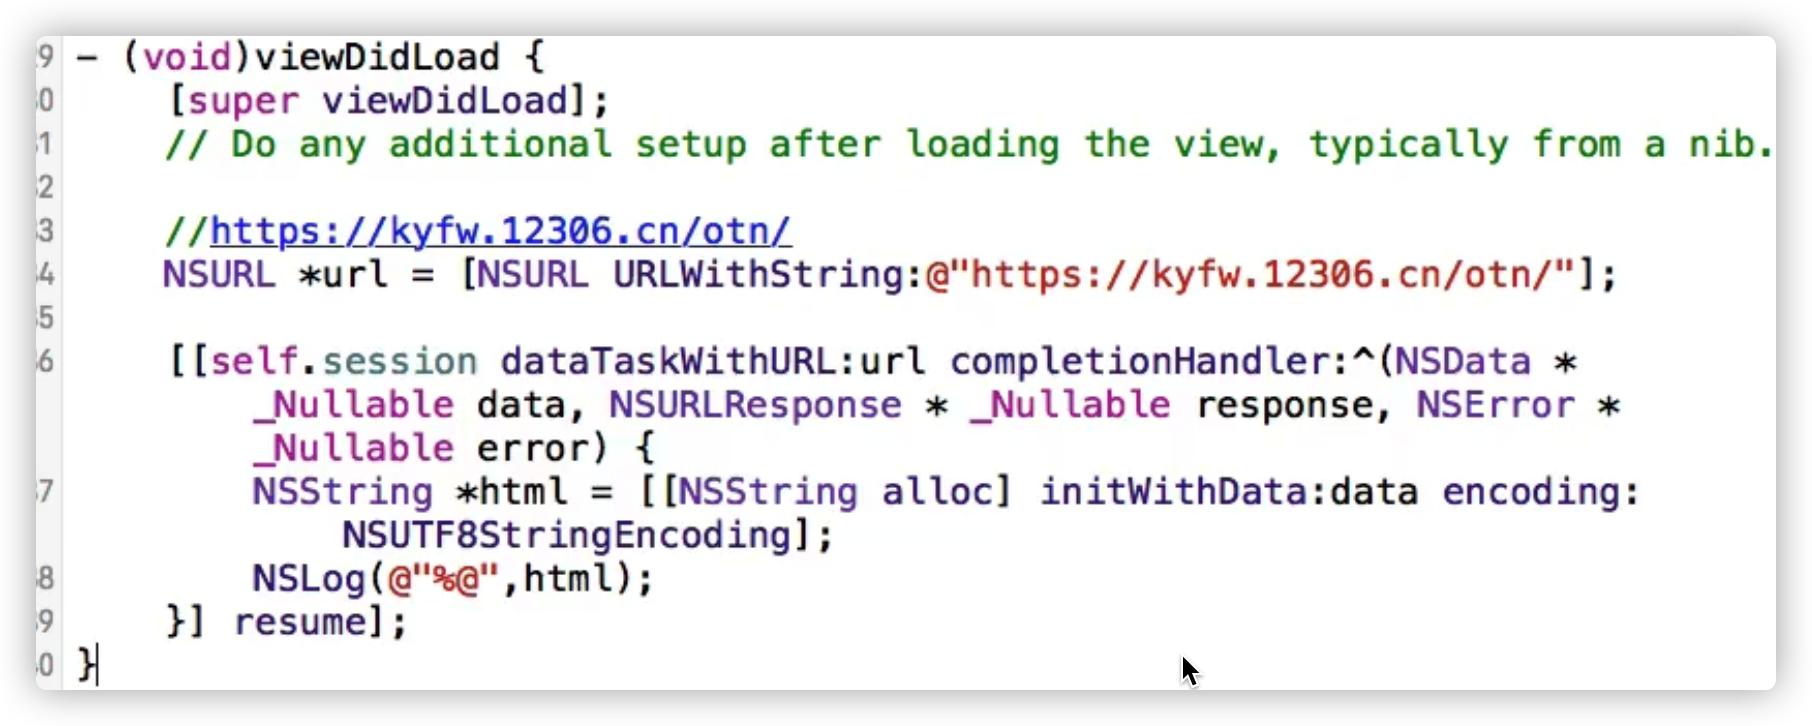 9 - (void)viewDidLoad {
0 [super viewDidLoad];
1 // Do any additional setup after loading the view, typically from a nib.
2
3 //https://kyfw.12306.cn/otn/
4 NSURL *url = [NSURL URLWithString:@"https://kyfw.12306.cn/otn/"];
5
6 [[self.session dataTaskWithURL:url completionHandler:^(NSData *
_Nullable data, NSURLResponse * _Nullable response, NSError *
_Nullable error) {
7 NSString *html = [[NSString alloc] initWithData:data encoding:
NSUTF8StringEncoding];
8 NSLog(@"%@",html);
9 }] resume];
0 }